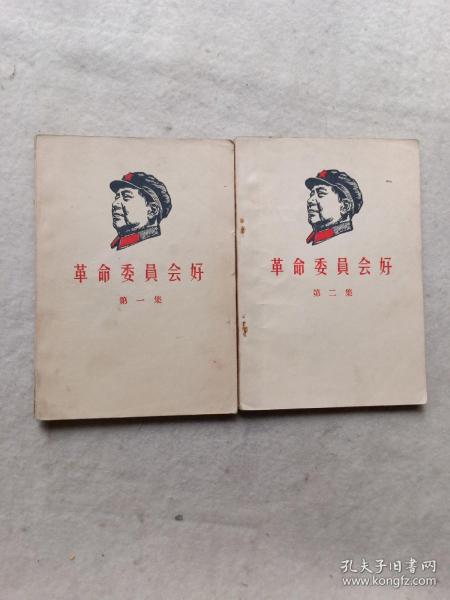 革命委員会好
第一集
革命委員会好
第二集
孔夫子旧书网
www.kongfz.com